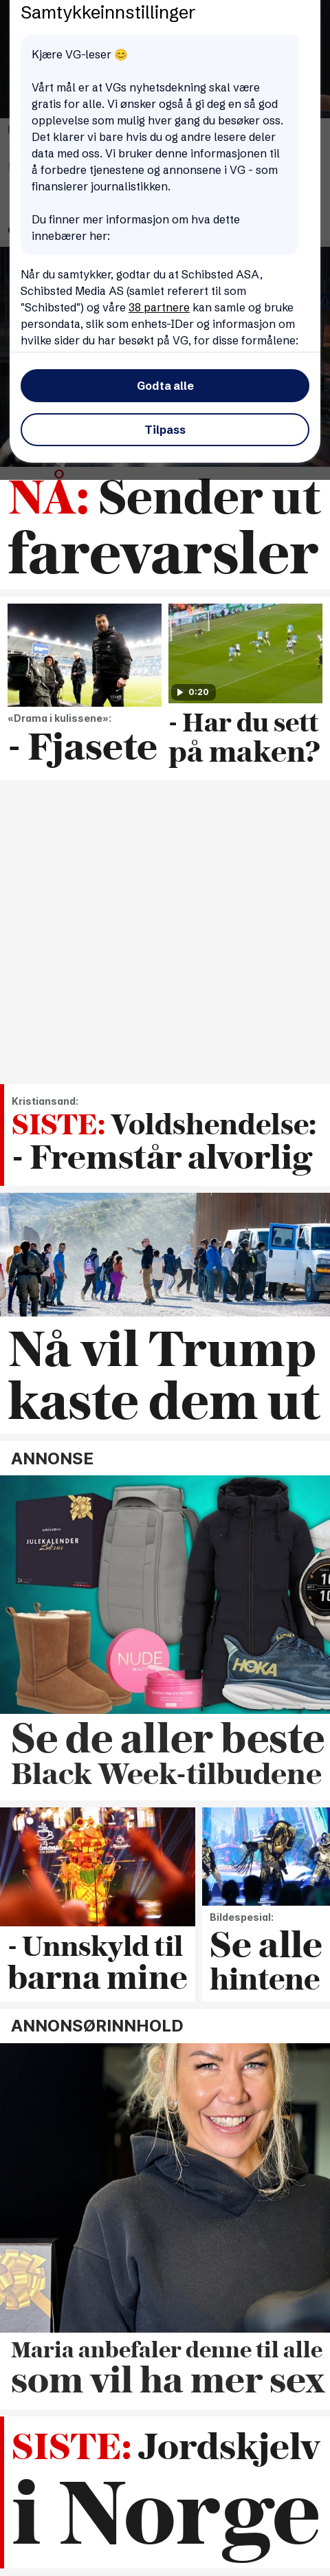 Samtykkeinnstillinger
Kjære VG-leser 😊
Vårt mål er at VGs nyhetsdekning skal være
gratis for alle. Vi ønsker også å gi deg en så god
opplevelse som mulig hver gang du besøker oss.
Det klarer vi bare hvis du og andre lesere deler
data med oss. Vi bruker denne informasjonen til
å forbedre tjenestene og annonsene i VG - som
finansierer journalistikken.
Du finner mer informasjon om hva dette
innebærer her:
Når du samtykker, godtar du at Schibsted ASA,
Schibsted Media AS (samlet referert til som
"Schibsted") og våre 38 partnere kan samle og bruke
persondata, slik som enhets-IDer og informasjon om
hvilke sider du har besøkt på VG, for disse formålene:
Godta alle
Tilpass
NÅ: Sender ut
farevarsler
0:20
«Drama i kulissene»:
- Fjasete
- Har du sett
på maken?
Kristiansand:
SISTE: Voldshendelse:
- Fremstår alvorlig
Nå vil Trump
kaste dem ut
ANNONSE
JULEKALENDER
NUDE
HOKA
Se de aller beste
Black Week-tilbudene
- Unnskyld til
barna mine
Bildespesial:
Se alle
hintene
ANNONSØRINNHOLD
Maria anbefaler denne til alle
som vil ha mer sex
SISTE: Jordskjelv
i Norge